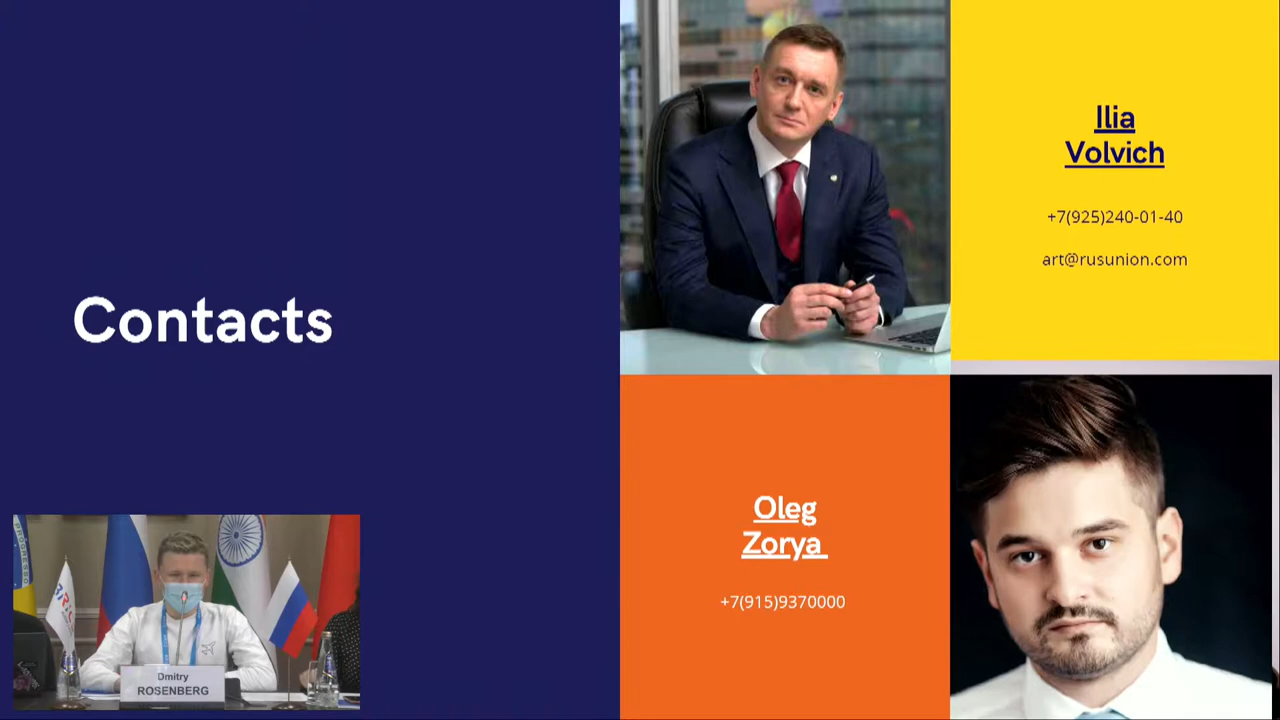 Contacts
Ilia
Volvich
+7(925)240-01-40
art@rusunion.com
Oleg
Zorya
+7(915)9370000
Dmitry
ROSENBERG